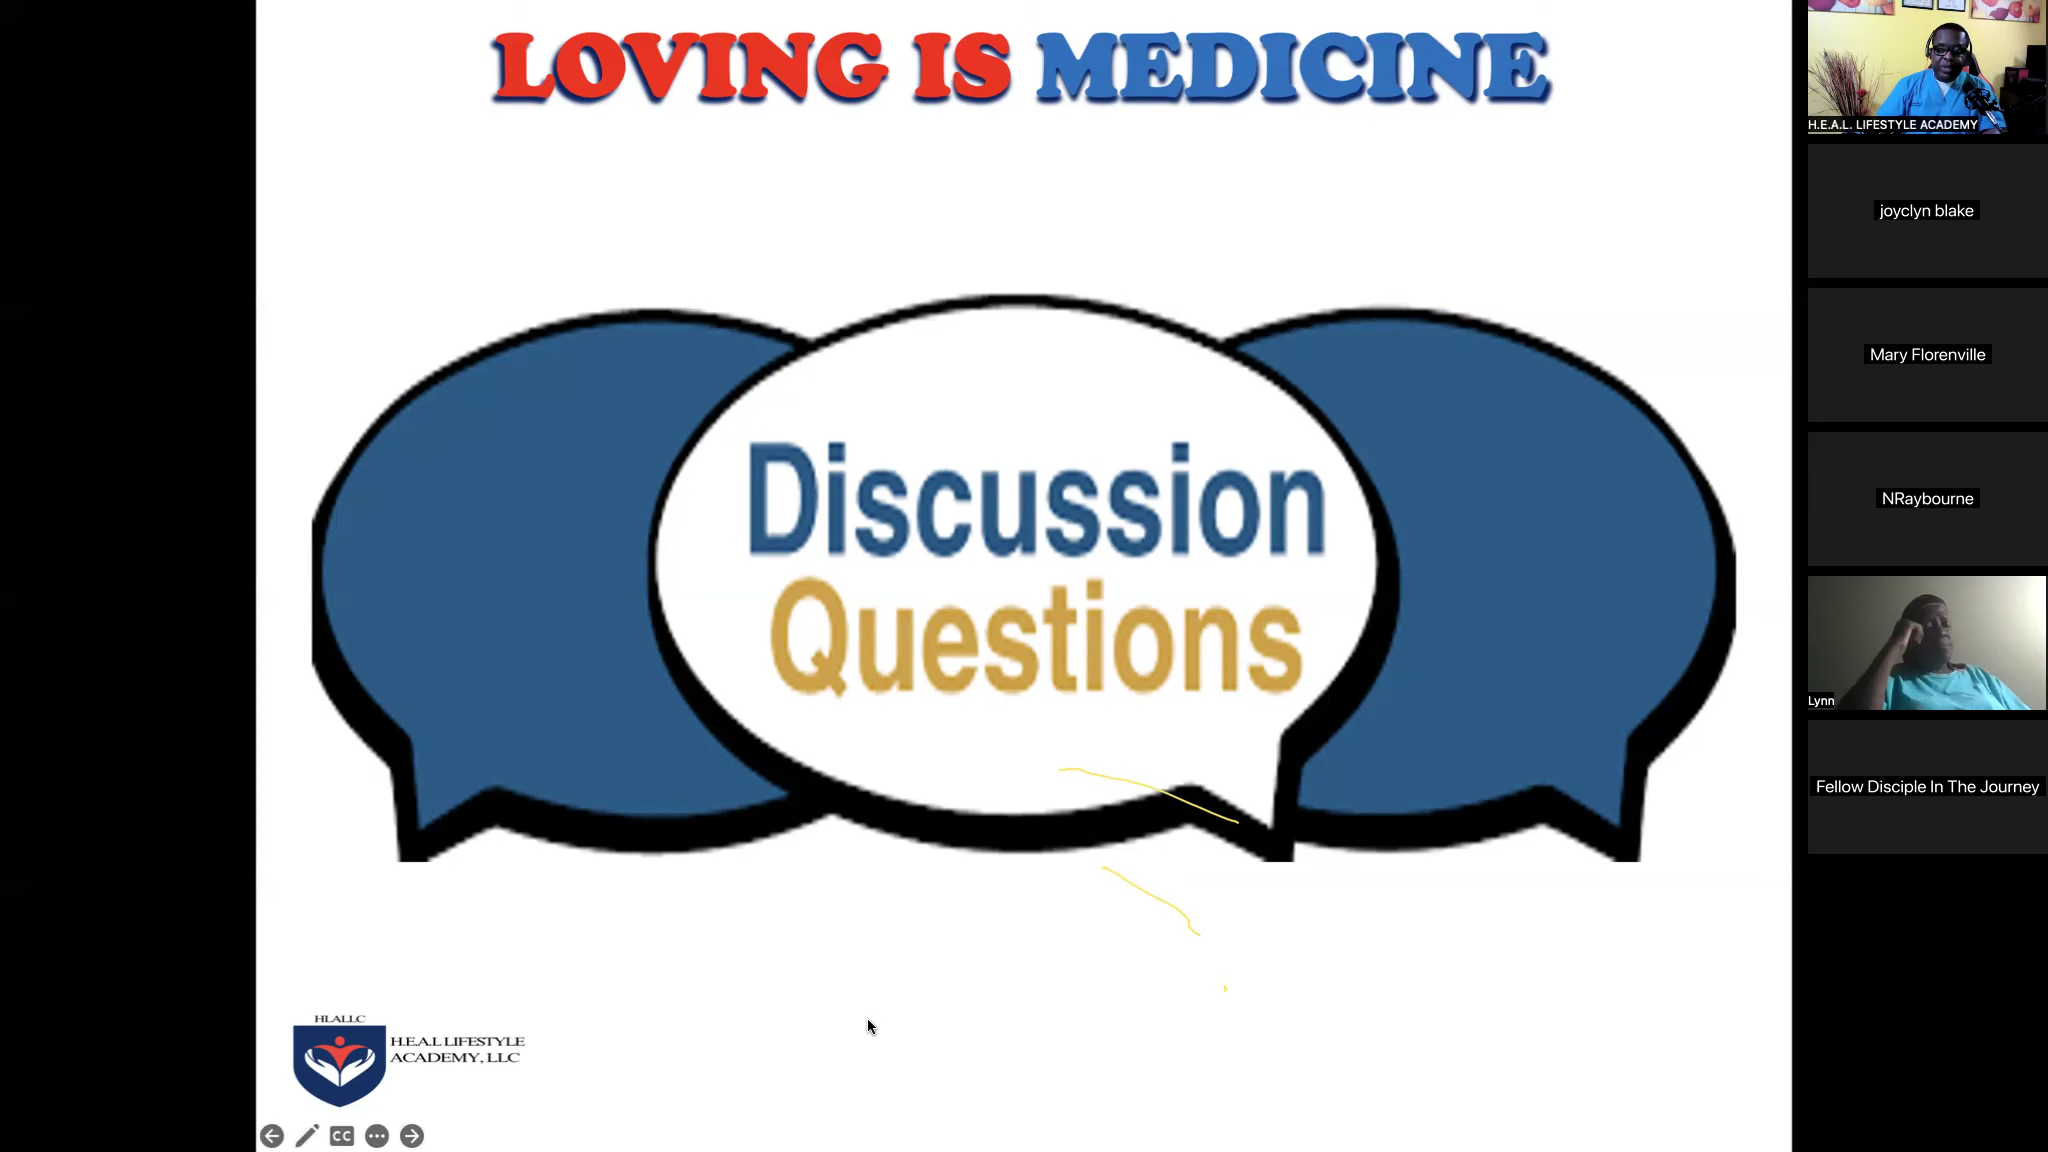 LOVING IS MEDICINE
Discussion
Questions
HLALLC
H.E.A.L LIFESTYLE
ACADEMY, LLC
CC
H.E.A.L. LIFESTYLE ACADEMY
joyclyn blake
Mary Florenville
NRaybourne
Lynn
Fellow Disciple In The Journey